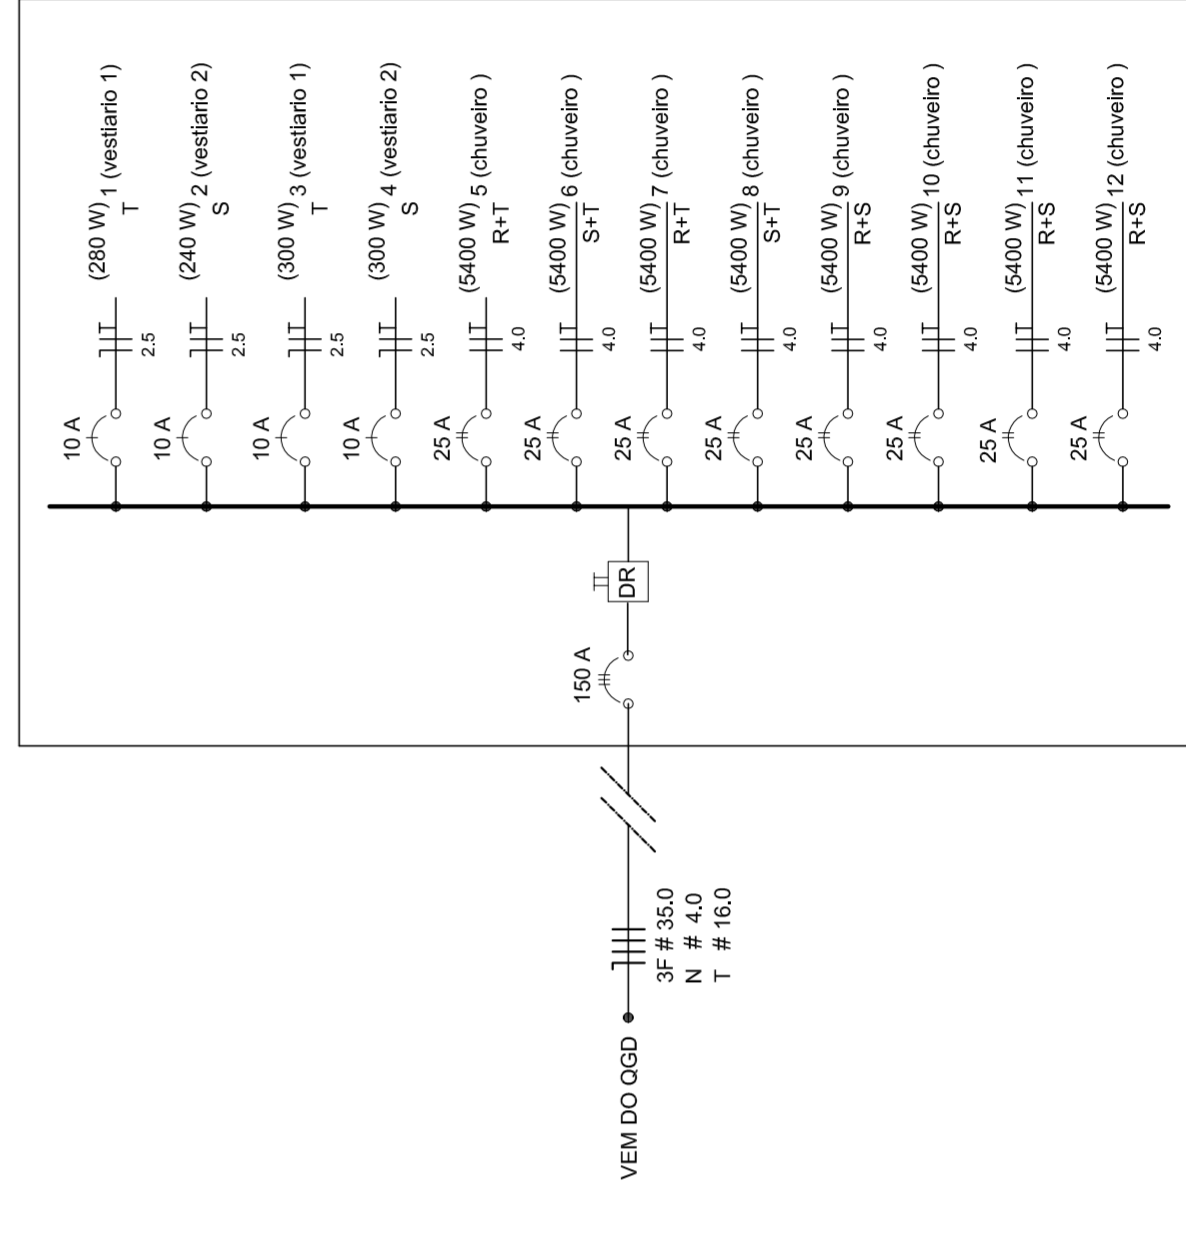 10 A
2.5
(280 W) 1 (vestiario 1)
T
10 A
2.5
(240 W) 2 (vestiario 2)
S
10 A
2.5
(300 W) 3 (vestiario 1)
T
10 A
2.5
(300 W) 4 (vestiario 2)
S
25 A
4.0
(5400 W) 5 (chuveiro )
R+T
25 A
4.0
(5400 W) 6 (chuveiro )
S+T
25 A
4.0
(5400 W) 7 (chuveiro )
R+T
25 A
4.0
(5400 W) 8 (chuveiro )
S+T
25 A
4.0
(5400 W) 9 (chuveiro )
R+S
25 A
4.0
(5400 W) 10 (chuveiro )
R+S
25 A
4.0
(5400 W) 11 (chuveiro )
R+S
25 A
4.0
(5400 W) 12 (chuveiro )
R+S
150 A
DR
VEM DO QGD
3F # 35.0
N # 4.0
T # 16.0